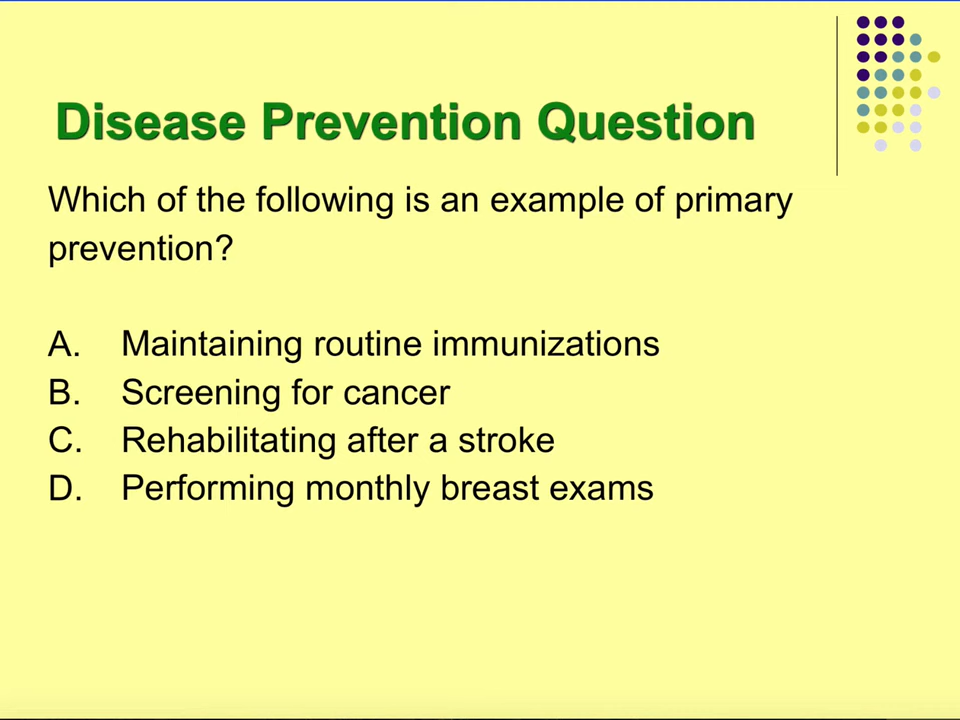 Disease Prevention Question
Which of the following is an example of primary
prevention?
A. Maintaining routine immunizations
B. Screening for cancer
C. Rehabilitating after a stroke
D. Performing monthly breast exams